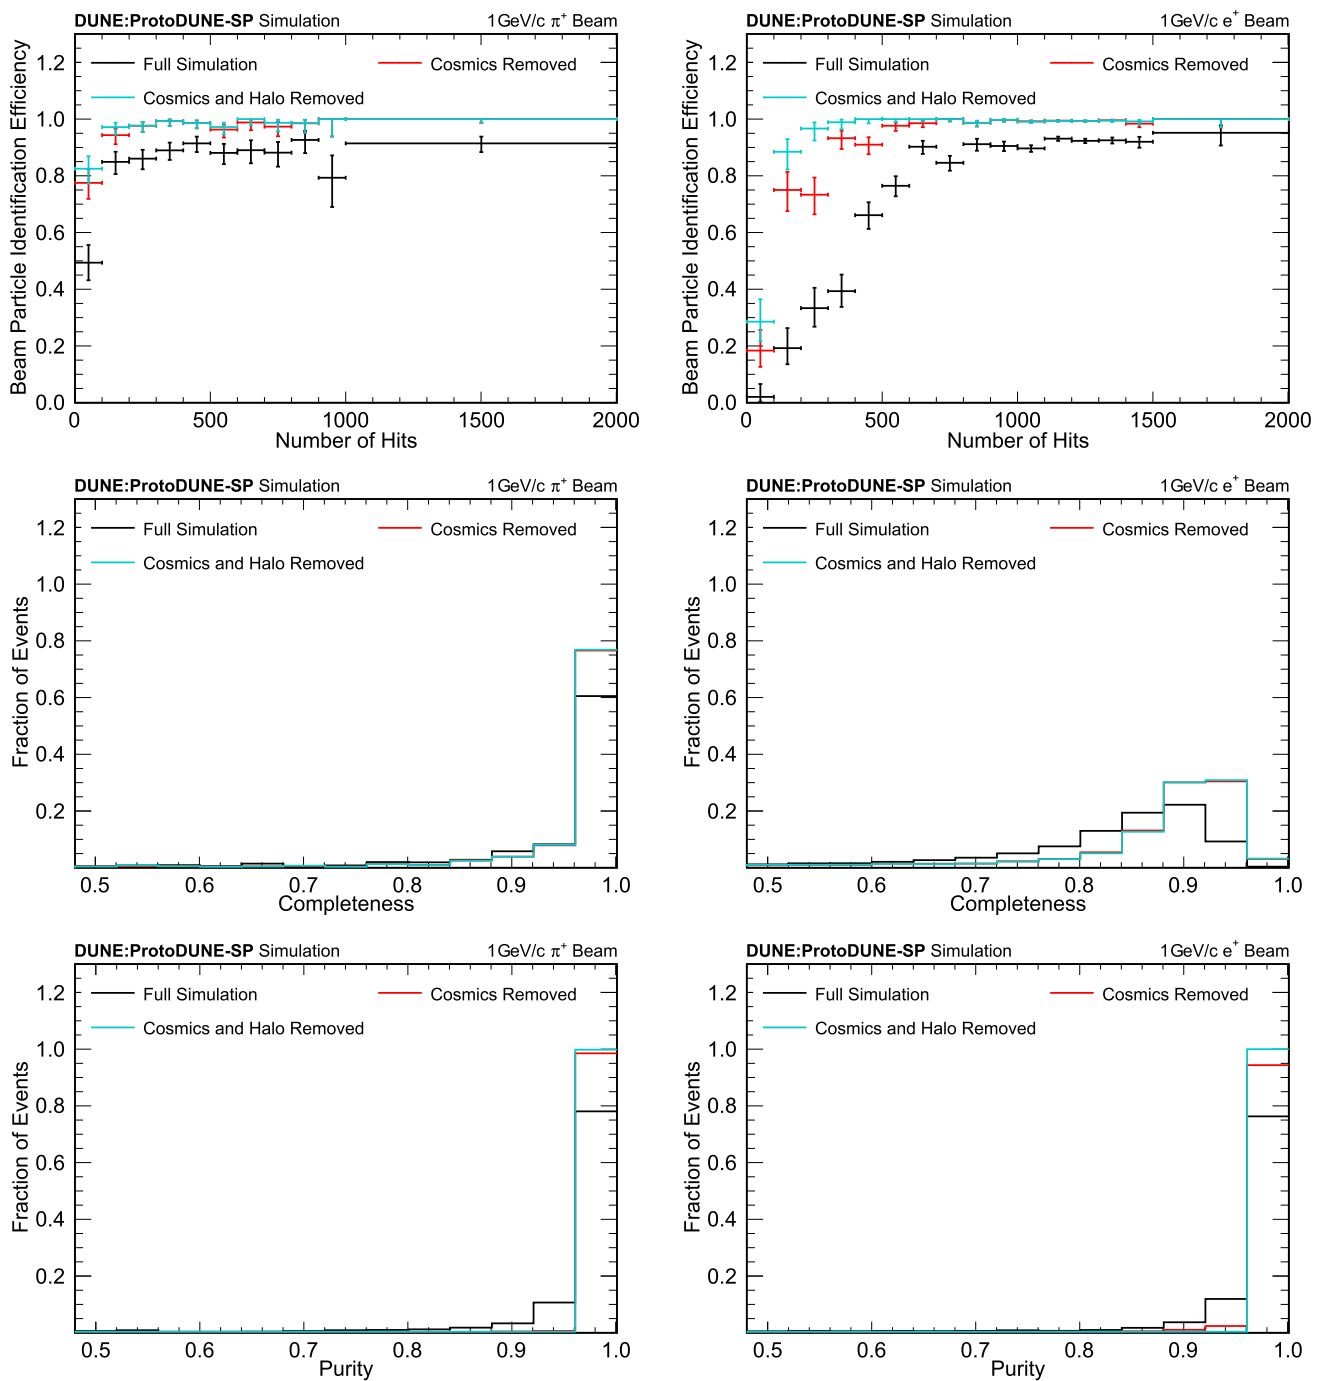 DUNE:ProtoDUNE-SP Simulation
1GeV/c π+ Beam
Full Simulation
Cosmics Removed
Cosmics and Halo Removed
Beam Particle Identification Efficiency
1.2
1.0
0.8
0.6
0.4
0.2
0.0
0 500 1000 1500 2000
Number of Hits
DUNE:ProtoDUNE-SP Simulation
1GeV/c e+ Beam
Full Simulation
Cosmics Removed
Cosmics and Halo Removed
Beam Particle Identification Efficiency
1.2
1.0
0.8
0.6
0.4
0.2
0.0
0 500 1000 1500 2000
Number of Hits
DUNE:ProtoDUNE-SP Simulation
1GeV/c π+ Beam
Full Simulation
Cosmics Removed
Cosmics and Halo Removed
Fraction of Events
1.2
1.0
0.8
0.6
0.4
0.2
0.5 0.6 0.7 0.8 0.9 1.0
Completeness
DUNE:ProtoDUNE-SP Simulation
1GeV/c e+ Beam
Full Simulation
Cosmics Removed
Cosmics and Halo Removed
Fraction of Events
1.2
1.0
0.8
0.6
0.4
0.2
0.5 0.6 0.7 0.8 0.9 1.0
Completeness
DUNE:ProtoDUNE-SP Simulation
1GeV/c π+ Beam
Full Simulation
Cosmics Removed
Cosmics and Halo Removed
Fraction of Events
1.2
1.0
0.8
0.6
0.4
0.2
0.5 0.6 0.7 0.8 0.9 1.0
Purity
DUNE:ProtoDUNE-SP Simulation
1GeV/c e+ Beam
Full Simulation
Cosmics Removed
Cosmics and Halo Removed
Fraction of Events
1.2
1.0
0.8
0.6
0.4
0.2
0.5 0.6 0.7 0.8 0.9 1.0
Purity